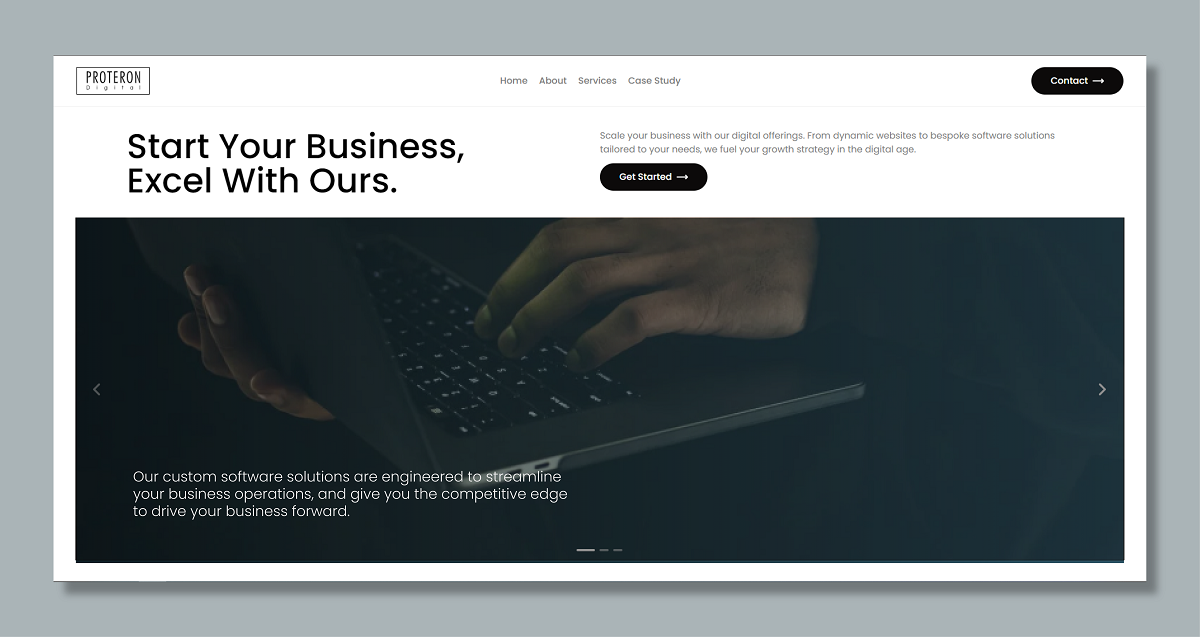 PROTERON
Digital
Home About Services Case Study
Contact →
Start Your Business,
Excel With Ours.
Scale your business with our digital offerings. From dynamic websites to bespoke software solutions
tailored to your needs, we fuel your growth strategy in the digital age.
Get Started →
Our custom software solutions are engineered to streamline
your business operations, and give you the competitive edge
to drive your business forward.